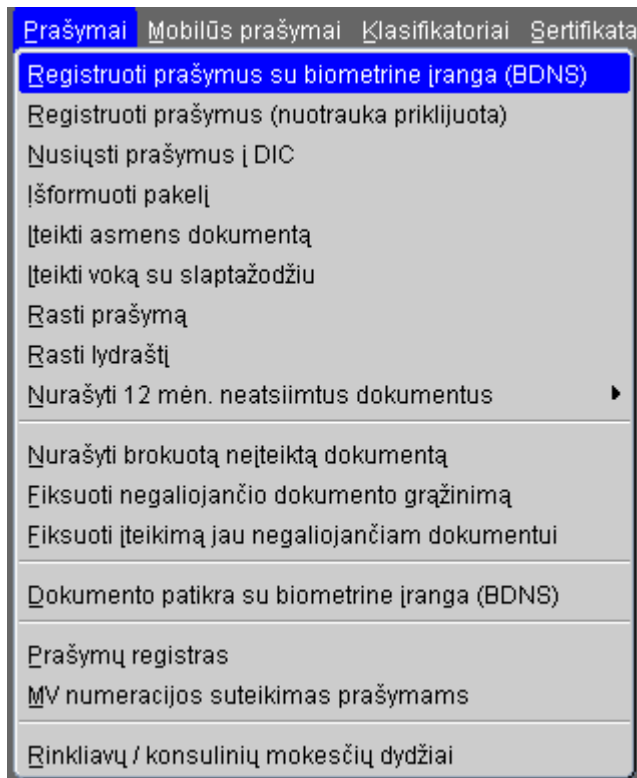 Prašymai Mobilūs prašymai Klasifikatoriai Sertifikata
Registruoti prašymus su biometrine įranga (BDNS)
Registruoti prašymus (nuotrauka priklijuota)
Nusiųsti prašymus į DIC
Įšformuoti pakelį
Įteikti asmens dokumentą
Įteikti voką su slaptažodžiu
Rasti prašymą
Rasti lydraštį
Nurašyti 12 mėn. neatsiimtus dokumentus
Nurašyti brokuotą neįteiktą dokumentą
Fiksuoti negaliojančio dokumento grąžinimą
Fiksuoti įteikimą jau negaliojančiam dokumentui
Dokumento patikra su biometrine įranga (BDNS)
Prašymų registras
MV numeracijos suteikimas prašymams
Rinkliavų / konsulinių mokesčių dydžiai